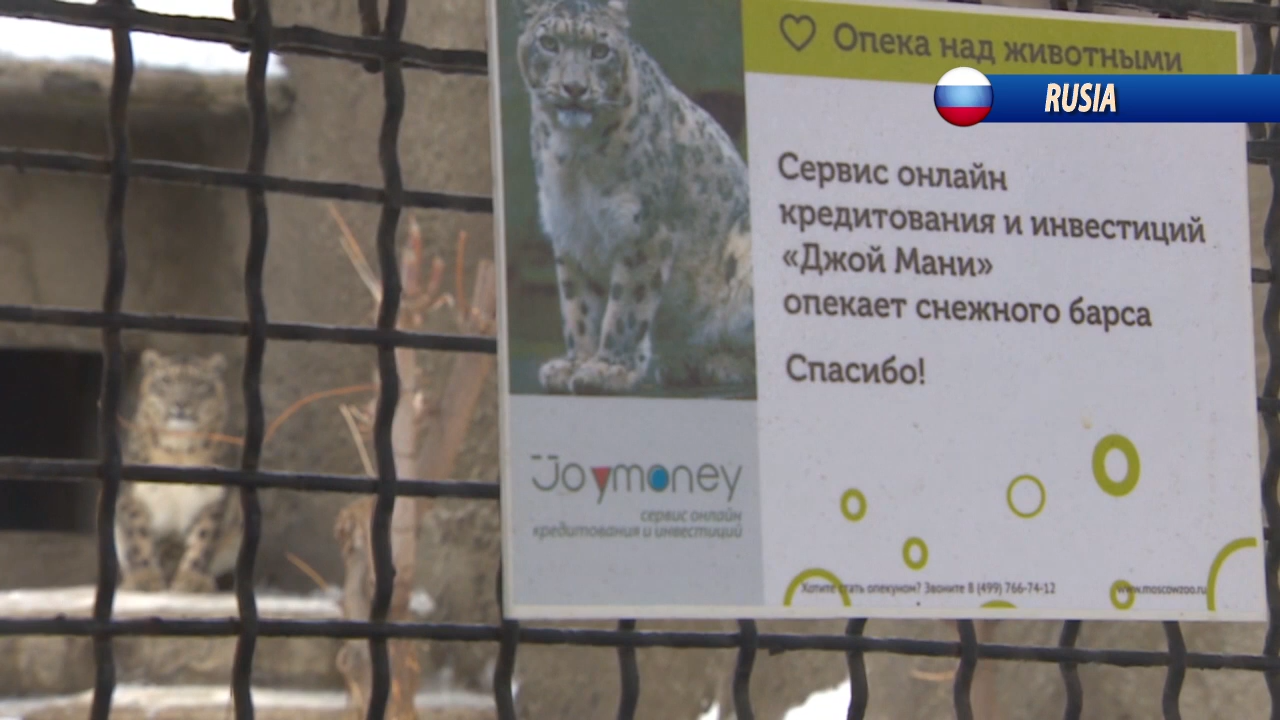 Опека над животными
RUSIA
Сервис онлайн
кредитования и инвестиций
«Джой Мани»
опекает снежного барса
Спасибо!
Joymoney
сервис онлайн
кредитования и инвестиций
Хотите стать опекуном? Звоните 8 (499) 766-74-12
www.moscowzoo.ru